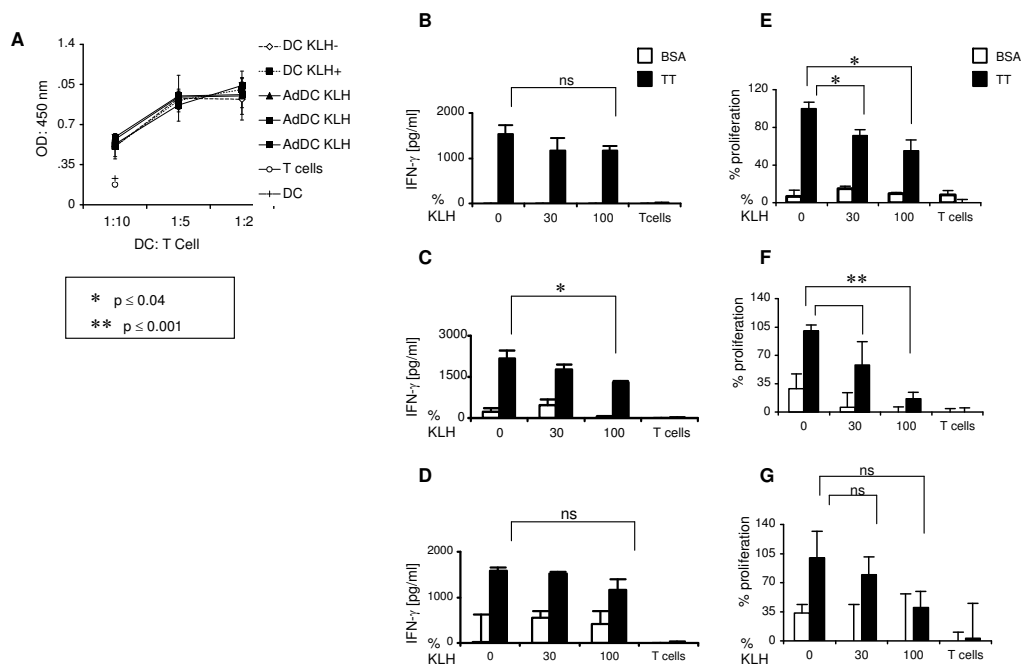 A
1.4
.05
0.7
.35
0
OD: 450 nm
1:10 1:5 1:2
DC: T Cell
DC KLH-
DC KLH+
AdDC KLH
AdDC KLH
AdDC KLH
T cells
DC
* p ≤ 0.04
** p ≤ 0.001
B
BSA
TT
ns
2000
1000
0
IFN-γ [pg/ml]
% KLH
0 30 100 Tcells
C
*
3000
1500
0
IFN-γ [pg/ml]
% KLH
0 30 100 T cells
D
ns
2000
1000
0
IFN-γ [pg/ml]
% KLH
0 30 100 T cells
E
BSA
TT
*
*
120
80
40
0
% proliferation
0 30 100 T cells
F
**
140
105
70
35
0
% proliferation
0 30 100 T cells
G
ns
ns
140
105
70
35
0
% proliferation
% KLH
0 30 100 T cells